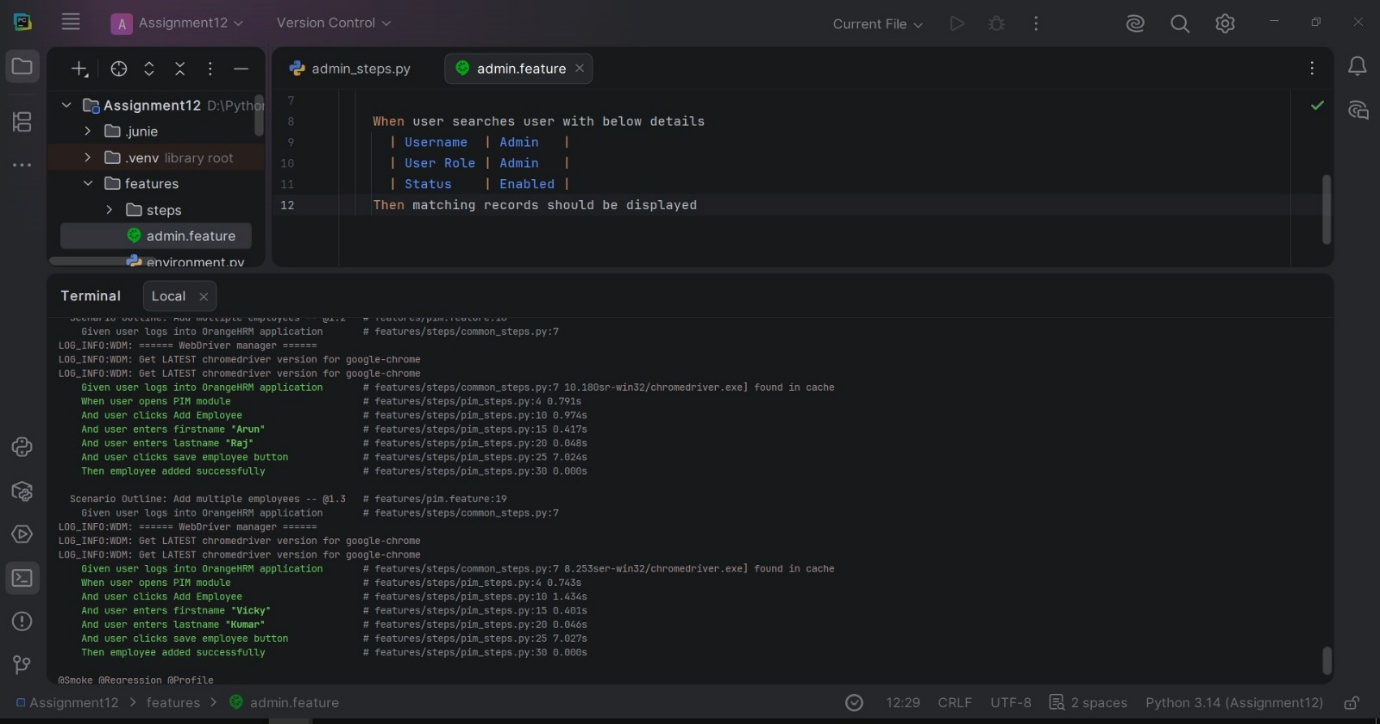 PC
A Assignment12
Version Control
Current File
Assignment12 D:\Python
.junie
.venv library root
features
steps
admin.feature
environment.py
admin_steps.py
admin.feature
7
8 When user searches user with below details
9 | Username | Admin |
10 | User Role | Admin |
11 | Status | Enabled |
12 Then matching records should be displayed
Terminal Local
Scenario Outline: Add multiple employees -- @1.2 # features/pim.feature:18
Given user logs into OrangeHRM application # features/steps/common_steps.py:7
LOG_INFO:WDM: ====== WebDriver manager ======
LOG_INFO:WDM: Get LATEST chromedriver version for google-chrome
LOG_INFO:WDM: Get LATEST chromedriver version for google-chrome
Given user logs into OrangeHRM application # features/steps/common_steps.py:7 10.180sr-win32/chromedriver.exe] found in cache
When user opens PIM module # features/steps/pim_steps.py:4 0.791s
And user clicks Add Employee # features/steps/pim_steps.py:10 0.974s
And user enters firstname "Arun" # features/steps/pim_steps.py:15 0.417s
And user enters lastname "Raj" # features/steps/pim_steps.py:20 0.048s
And user clicks save employee button # features/steps/pim_steps.py:25 7.024s
Then employee added successfully # features/steps/pim_steps.py:30 0.000s
Scenario Outline: Add multiple employees -- @1.3 # features/pim.feature:19
Given user logs into OrangeHRM application # features/steps/common_steps.py:7
LOG_INFO:WDM: ====== WebDriver manager ======
LOG_INFO:WDM: Get LATEST chromedriver version for google-chrome
LOG_INFO:WDM: Get LATEST chromedriver version for google-chrome
Given user logs into OrangeHRM application # features/steps/common_steps.py:7 8.253ser-win32/chromedriver.exe] found in cache
When user opens PIM module # features/steps/pim_steps.py:4 0.743s
And user clicks Add Employee # features/steps/pim_steps.py:10 1.434s
And user enters firstname "Vicky" # features/steps/pim_steps.py:15 0.401s
And user enters lastname "Kumar" # features/steps/pim_steps.py:20 0.046s
And user clicks save employee button # features/steps/pim_steps.py:25 7.027s
Then employee added successfully # features/steps/pim_steps.py:30 0.000s
@Smoke @Regression @Profile
Assignment12 > features > admin.feature
12:29 CRLF UTF-8 2 spaces Python 3.14 (Assignment12)